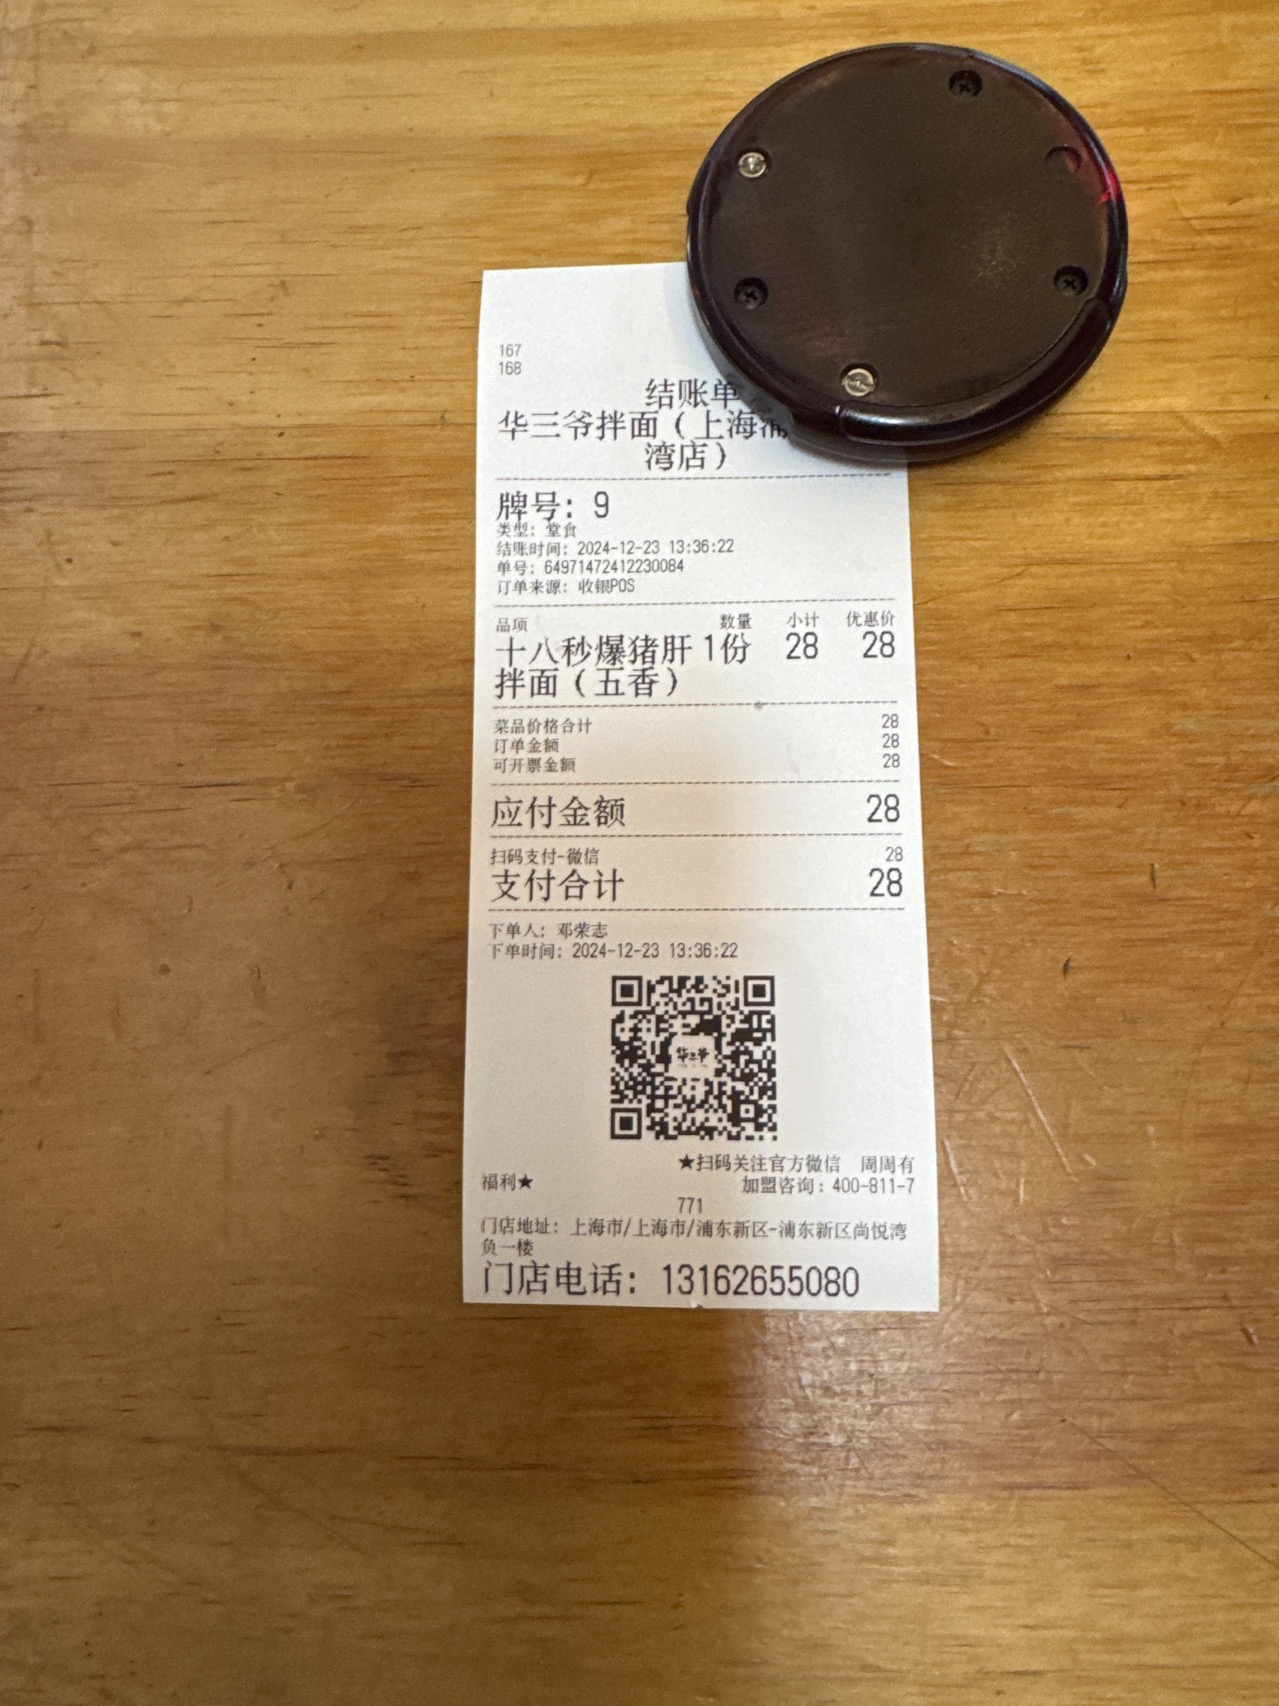 167
168
结账单
华三爷拌面（上海浦
湾店）
牌号：9
类型：堂食
结账时间：2024-12-23 13:36:22
单号：64971472412230084
订单来源：收银POS
品项 数量 小计 优惠价
十八秒爆猪肝 1份 28 28
拌面（五香）
菜品价格合计 28
订单金额 28
可开票金额 28
应付金额 28
扫码支付-微信 28
支付合计 28
下单人：邓荣志
下单时间：2024-12-23 13:36:22
华三爷
★扫码关注官方微信 周周有
福利★ 加盟咨询：400-811-7
771
门店地址：上海市/上海市/浦东新区-浦东新区尚悦湾
负一楼
门店电话：13162655080